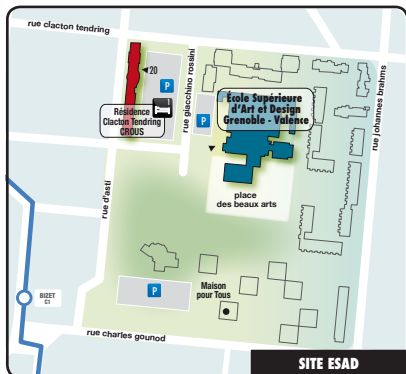 rue clacton tendring
20
P
rue giacchino rossini
École Supérieure
d'Art et Design
Grenoble - Valence
rue johannes brahms
Résidence
Clacton Tendring
CROUS
P
rue d'asti
place
des beaux arts
BIZET
C1
P
Maison
pour Tous
rue charles gounod
SITE ESAD